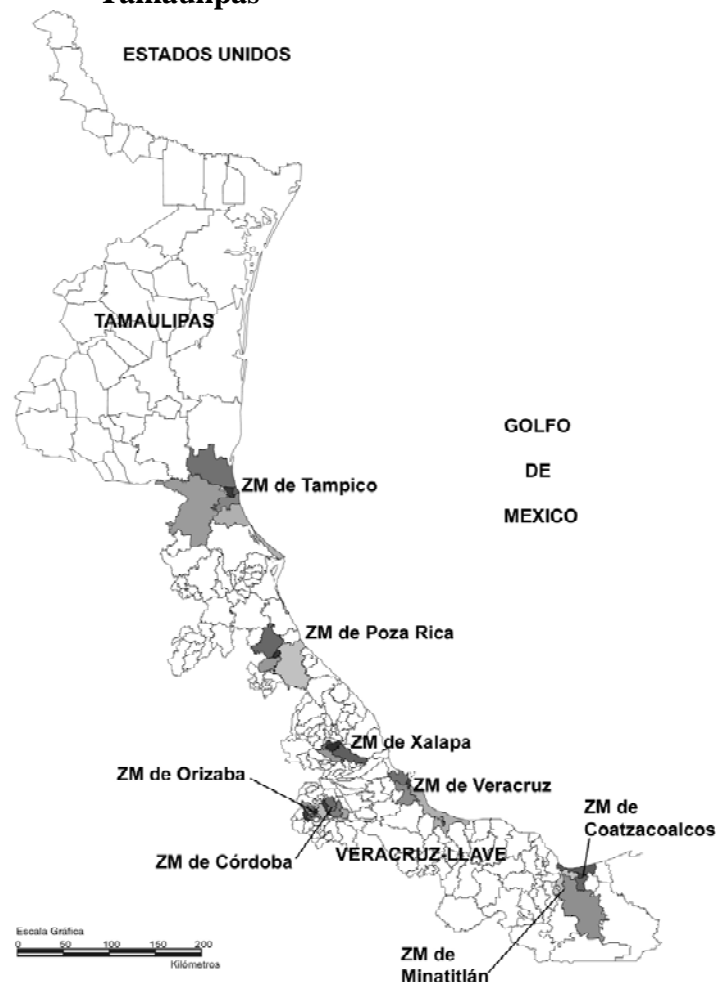 Tamaulipas
ESTADOS UNIDOS
TAMAULIPAS
GOLFO
DE
MEXICO
ZM de Tampico
ZM de Poza Rica
ZM de Xalapa
ZM de Orizaba
ZM de Veracruz
ZM de
Coatzacoalcos
ZM de Córdoba
VERACRUZ-LLAVE
ZM de
Minatitlán
Escala Gráfica
0 50 100 150 200
Kilómetros